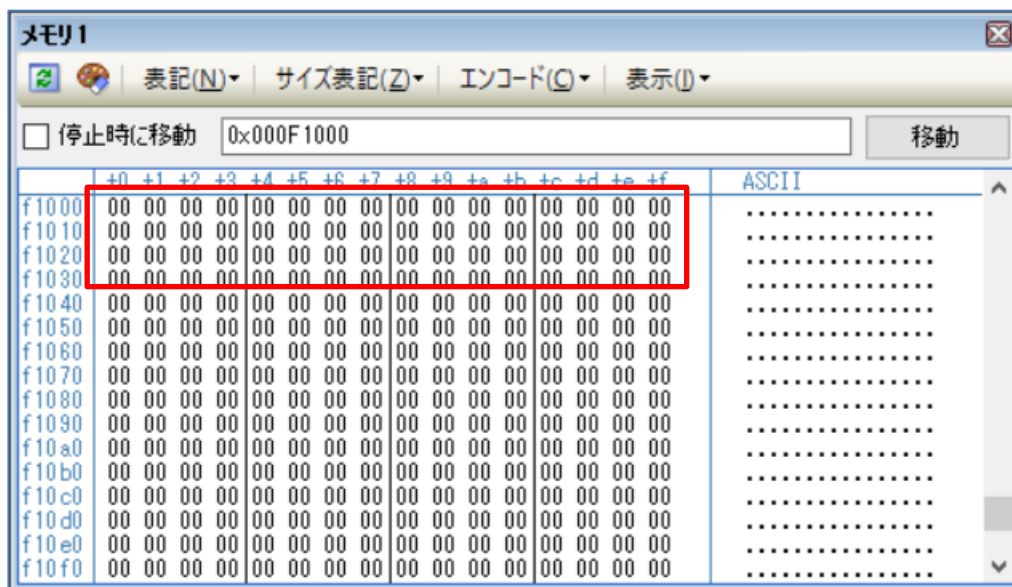 メモリ1
表記(N)▾ サイズ表記(Z)▾ エンコード(C)▾ 表示(I)▾
停止時に移動 0x000F1000 移動
+0 +1 +2 +3 +4 +5 +6 +7 +8 +9 +a +b +c +d +e +f ASCII
f1000 00 00 00 00 00 00 00 00 00 00 00 00 00 00 00 00 ................
f1010 00 00 00 00 00 00 00 00 00 00 00 00 00 00 00 00 ................
f1020 00 00 00 00 00 00 00 00 00 00 00 00 00 00 00 00 ................
f1030 00 00 00 00 00 00 00 00 00 00 00 00 00 00 00 00 ................
f1040 00 00 00 00 00 00 00 00 00 00 00 00 00 00 00 00 ................
f1050 00 00 00 00 00 00 00 00 00 00 00 00 00 00 00 00 ................
f1060 00 00 00 00 00 00 00 00 00 00 00 00 00 00 00 00 ................
f1070 00 00 00 00 00 00 00 00 00 00 00 00 00 00 00 00 ................
f1080 00 00 00 00 00 00 00 00 00 00 00 00 00 00 00 00 ................
f1090 00 00 00 00 00 00 00 00 00 00 00 00 00 00 00 00 ................
f10a0 00 00 00 00 00 00 00 00 00 00 00 00 00 00 00 00 ................
f10b0 00 00 00 00 00 00 00 00 00 00 00 00 00 00 00 00 ................
f10c0 00 00 00 00 00 00 00 00 00 00 00 00 00 00 00 00 ................
f10d0 00 00 00 00 00 00 00 00 00 00 00 00 00 00 00 00 ................
f10e0 00 00 00 00 00 00 00 00 00 00 00 00 00 00 00 00 ................
f10f0 00 00 00 00 00 00 00 00 00 00 00 00 00 00 00 00 ................